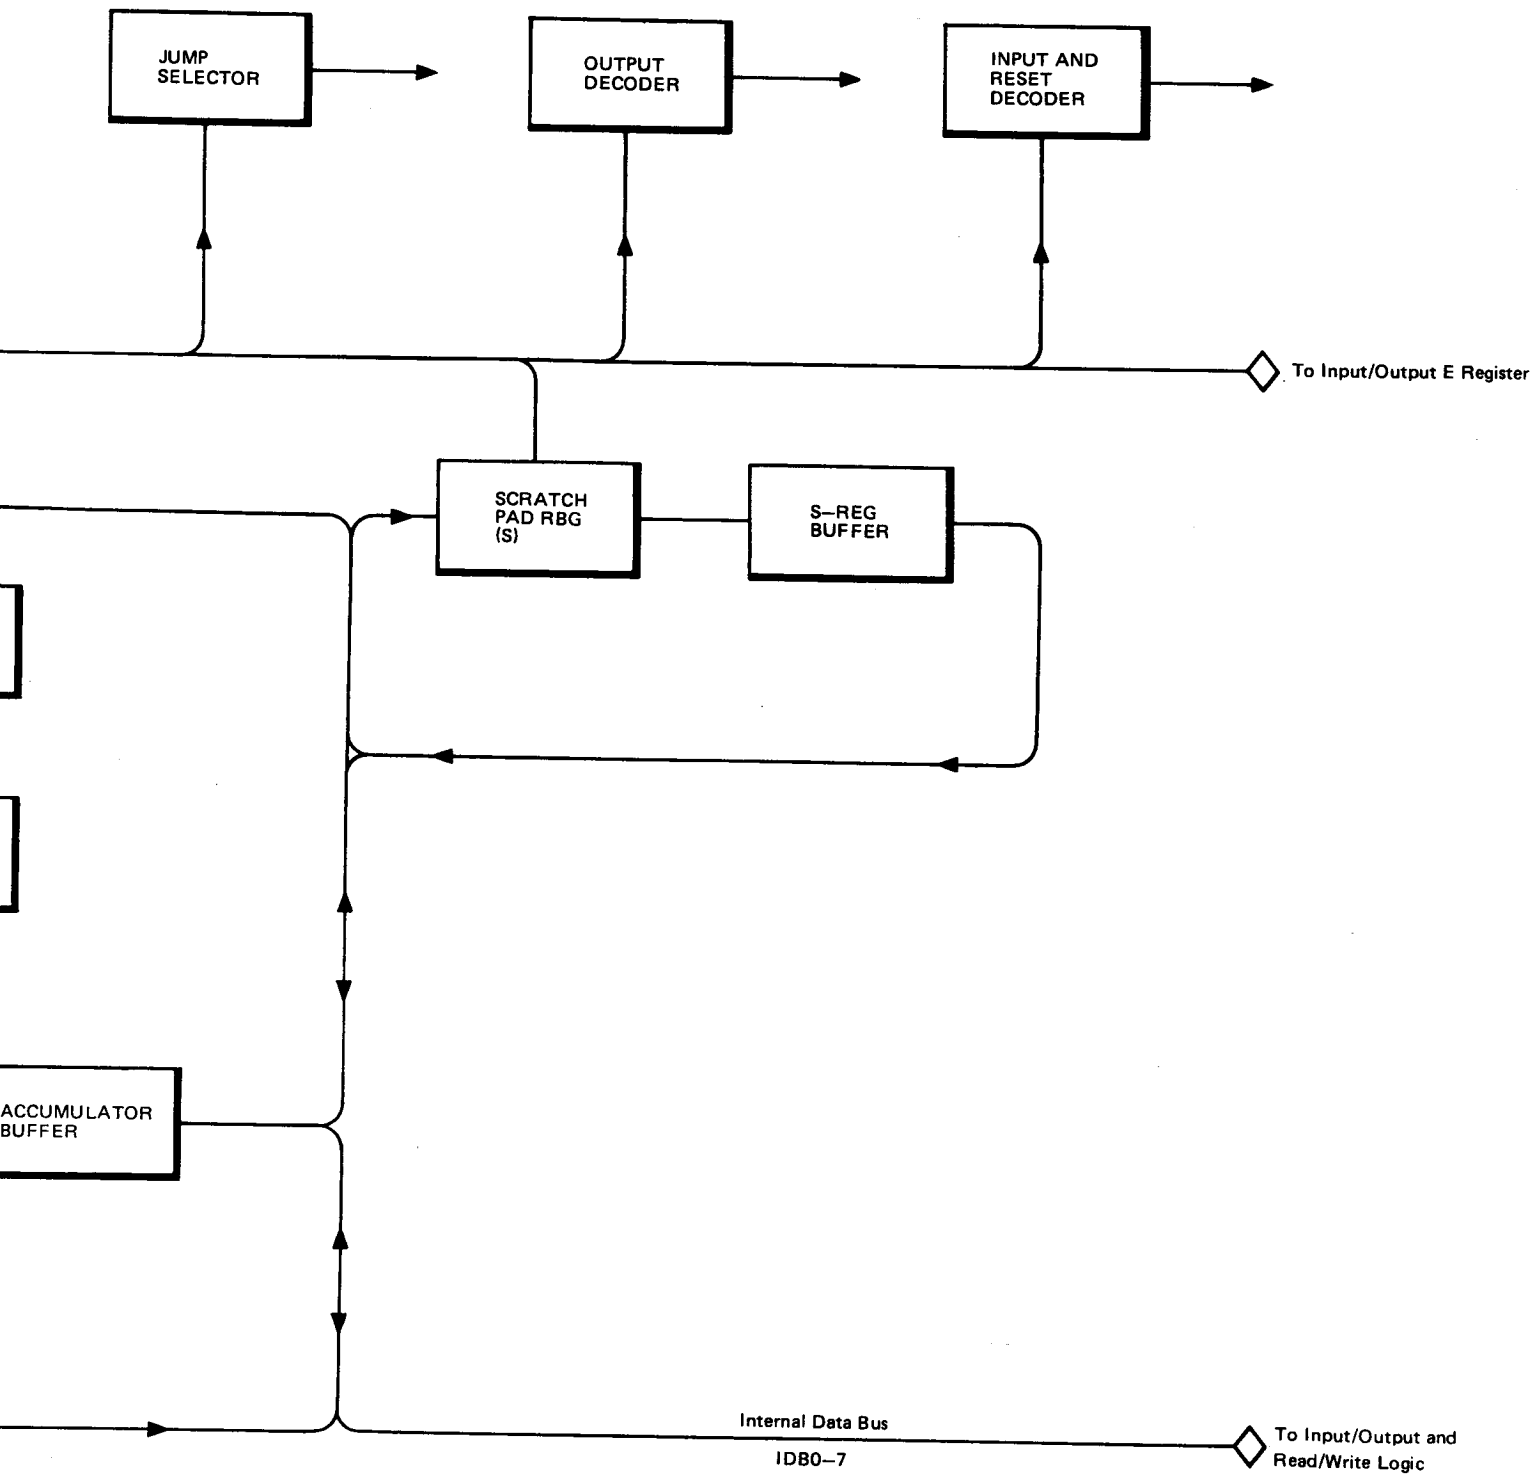 JUMP
SELECTOR
OUTPUT
DECODER
INPUT AND
RESET
DECODER
To Input/Output E Register
SCRATCH
PAD RBG
(S)
S–REG
BUFFER
ACCUMULATOR
BUFFER
Internal Data Bus
IDB0–7
To Input/Output and
Read/Write Logic